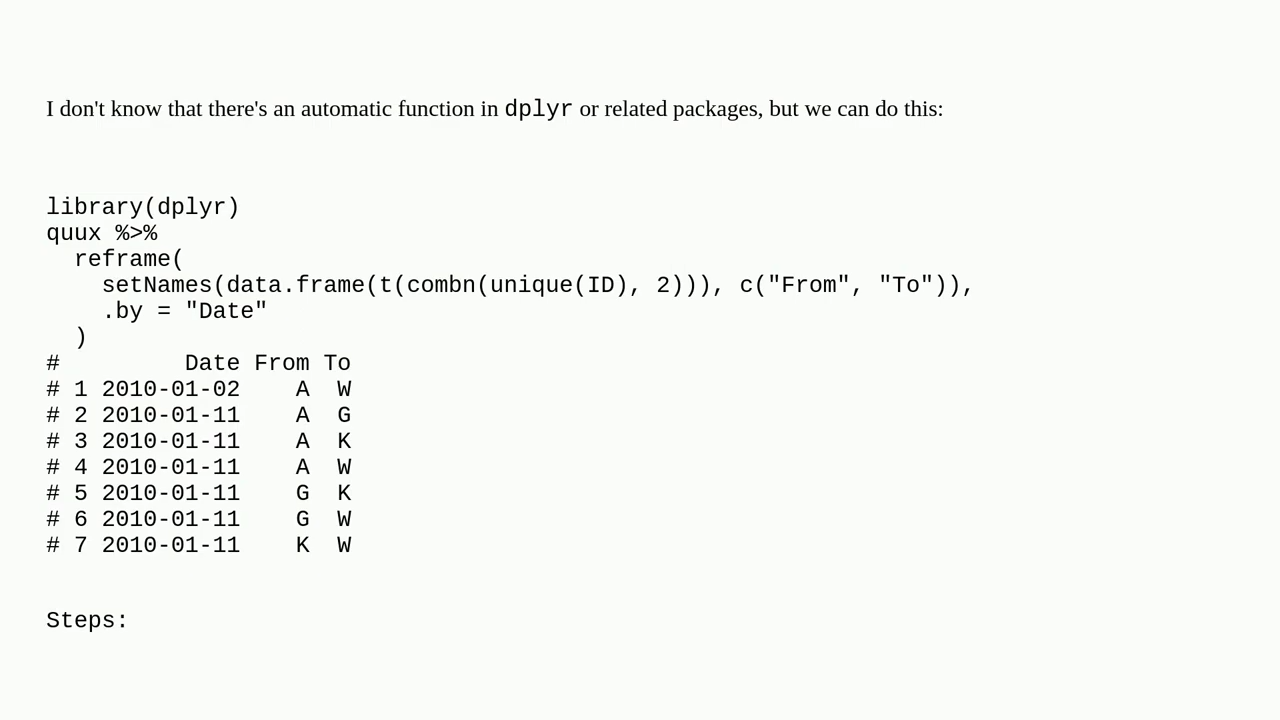 I don't know that there's an automatic function in dplyr or related packages, but we can do this:
library(dplyr)
quux %>%
  reframe(
    setNames(data.frame(t(combn(unique(ID), 2))), c("From", "To")),
    .by = "Date"
  )
#         Date From To
# 1 2010-01-02    A  W
# 2 2010-01-11    A  G
# 3 2010-01-11    A  K
# 4 2010-01-11    A  W
# 5 2010-01-11    G  K
# 6 2010-01-11    G  W
# 7 2010-01-11    K  W
Steps: